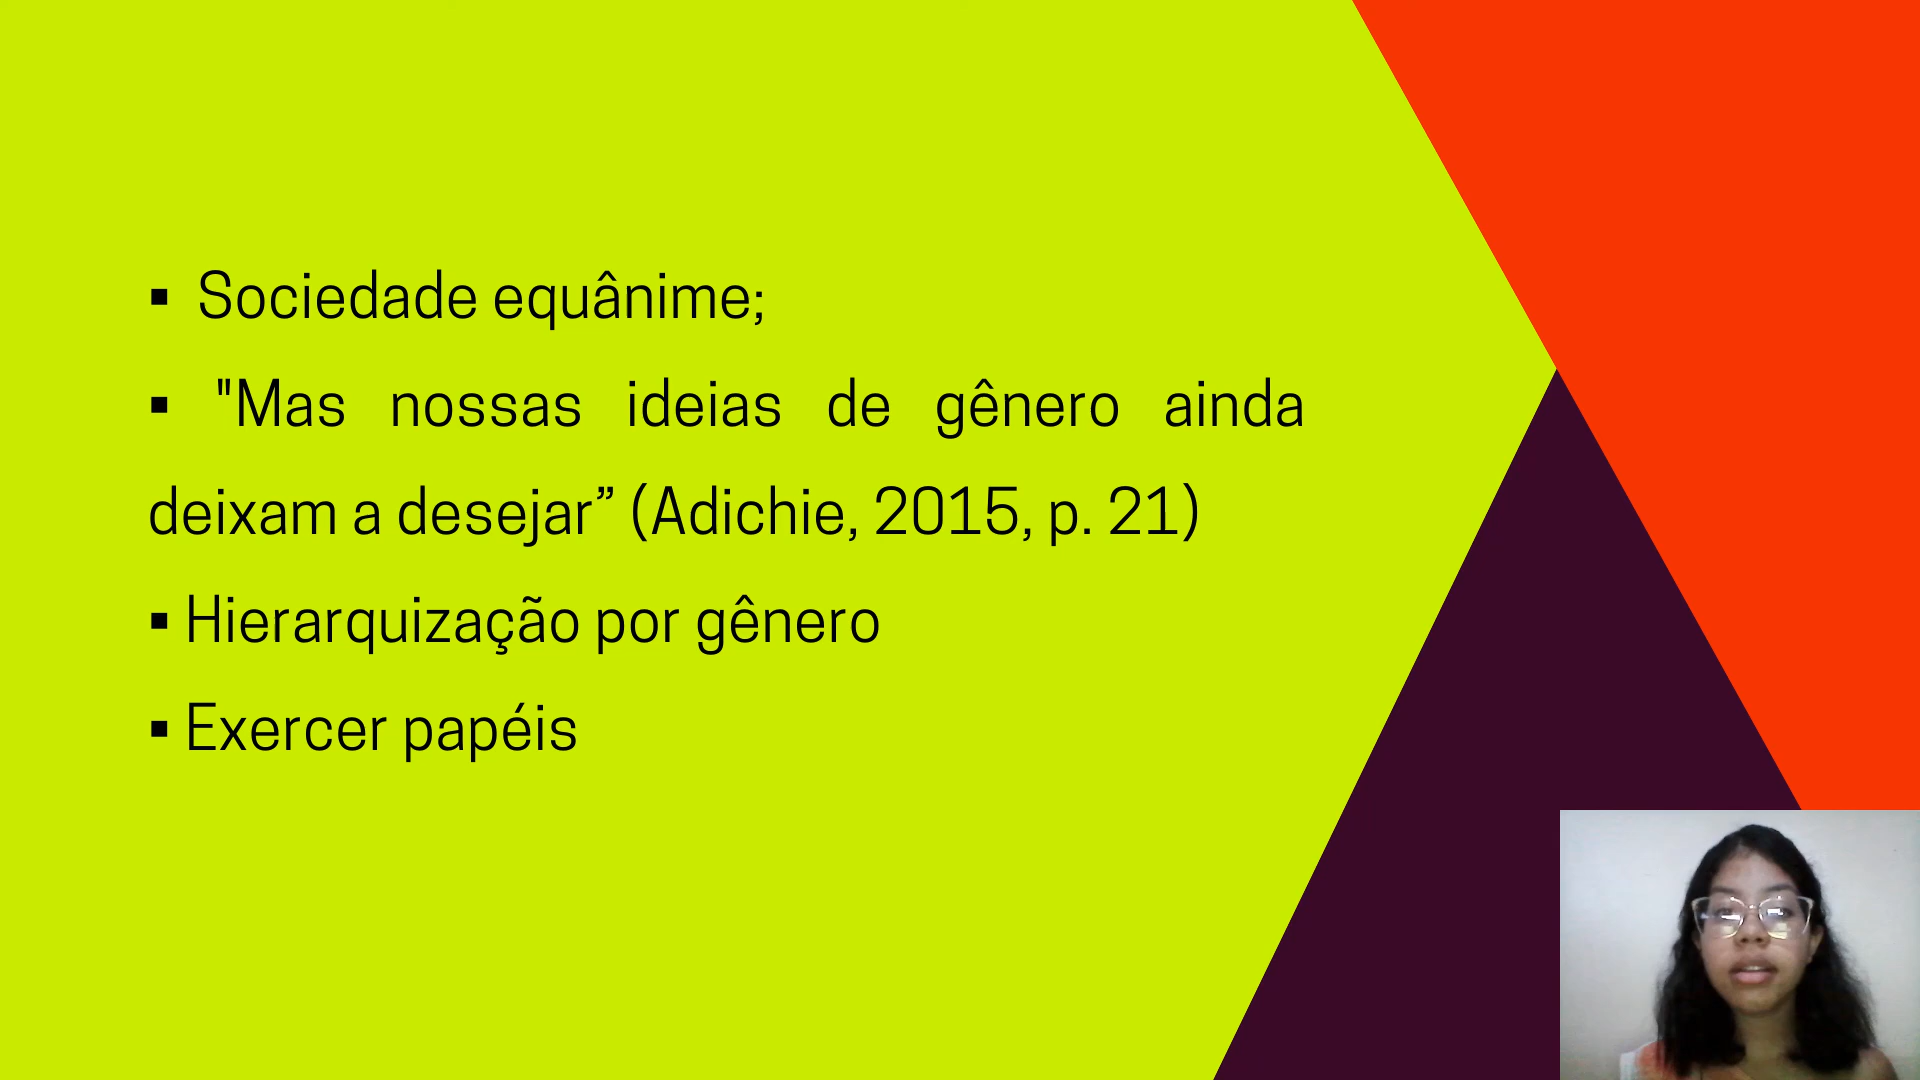 ▪ Sociedade equânime;
▪ "Mas nossas ideias de gênero ainda
deixam a desejar” (Adichie, 2015, p. 21)
▪ Hierarquização por gênero
▪ Exercer papéis